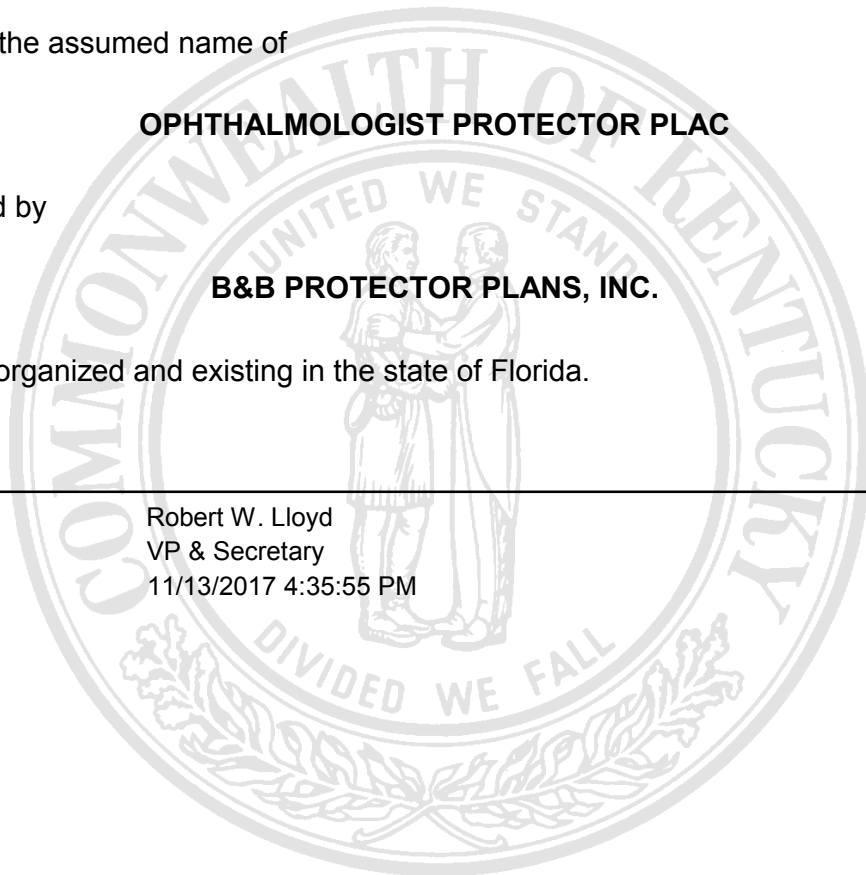 the assumed name of
OPHTHALMOLOGIST PROTECTOR PLAC
d by
B&B PROTECTOR PLANS, INC.
organized and existing in the state of Florida.
Robert W. Lloyd
VP & Secretary
11/13/2017 4:35:55 PM
COMMONWEALTH OF KENTUCKY
UNITED WE STAND
DIVIDED WE FALL